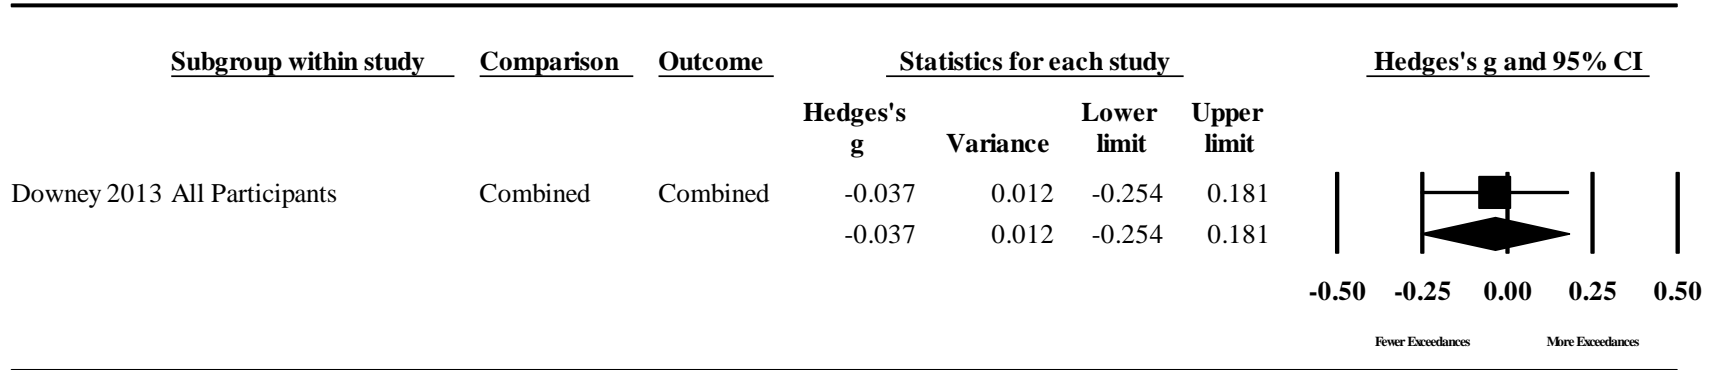 Subgroup within study Comparison Outcome Statistics for each study Hedges's g and 95% CI
Hedges's Lower Upper
g Variance limit limit
Downey 2013 All Participants Combined Combined -0.037 0.012 -0.254 0.181
-0.037 0.012 -0.254 0.181
-0.50 -0.25 0.00 0.25 0.50
Fewer Exceedances More Exceedances